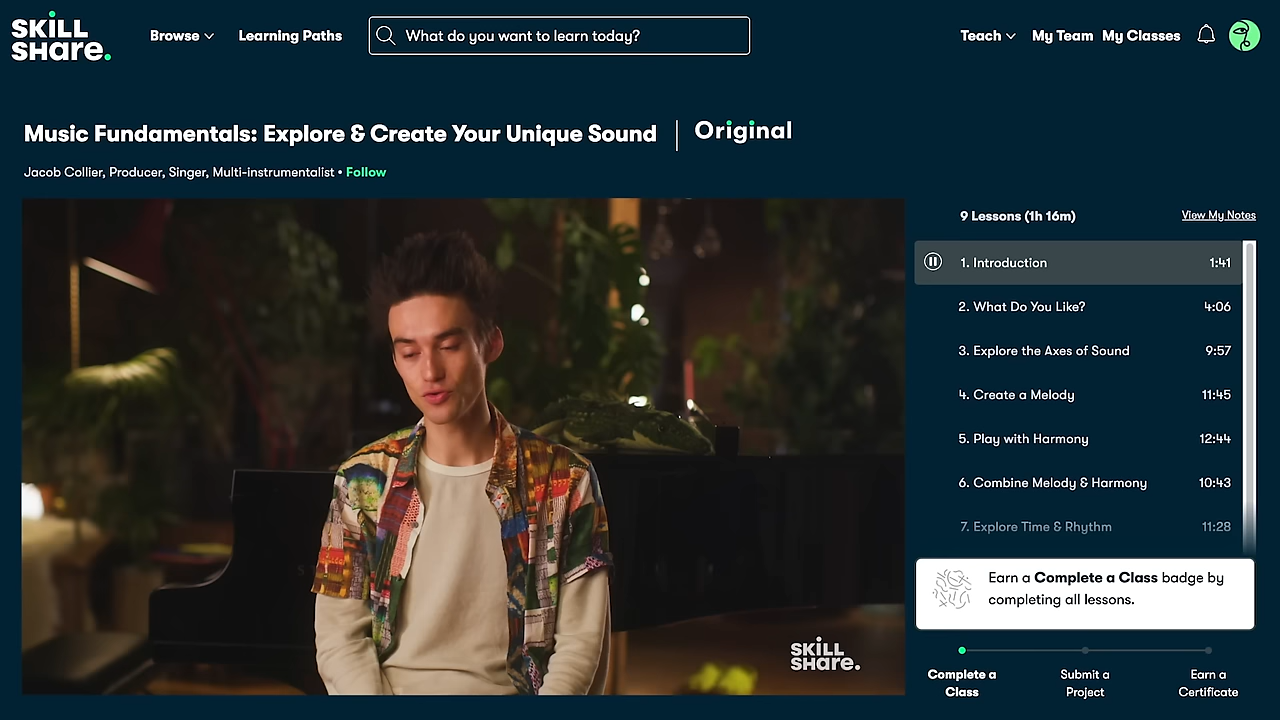 SKILL
SHARE.
Browse
Learning Paths
What do you want to learn today?
Teach
My Team
My Classes
Music Fundamentals: Explore & Create Your Unique Sound | Original
Jacob Collier, Producer, Singer, Multi-instrumentalist • Follow
9 Lessons (1h 16m)
View My Notes
1. Introduction 1:41
2. What Do You Like? 4:06
3. Explore the Axes of Sound 9:57
4. Create a Melody 11:45
5. Play with Harmony 12:44
6. Combine Melody & Harmony 10:43
7. Explore Time & Rhythm 11:28
SKILL
SHARE.
Earn a Complete a Class badge by
completing all lessons.
Complete a
Class
Submit a
Project
Earn a
Certificate